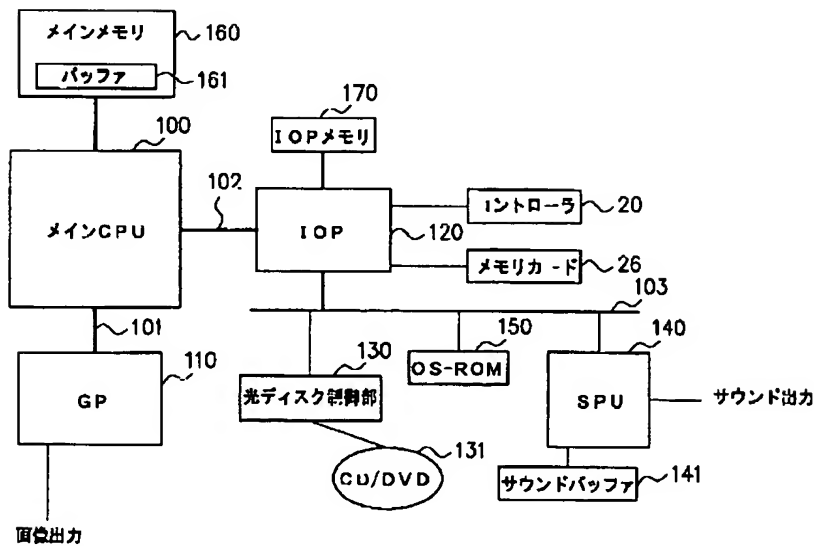 メインメモリ
160
バッファ
161
100
メインCPU
102
170
IOPメモリ
IOP
120
コントローラ
20
メモリカード
26
103
101
110
GP
130
光ディスク制御部
150
OS-ROM
140
SPU
サウンド出力
131
CD/DVD
サウンドバッファ
141
画像出力